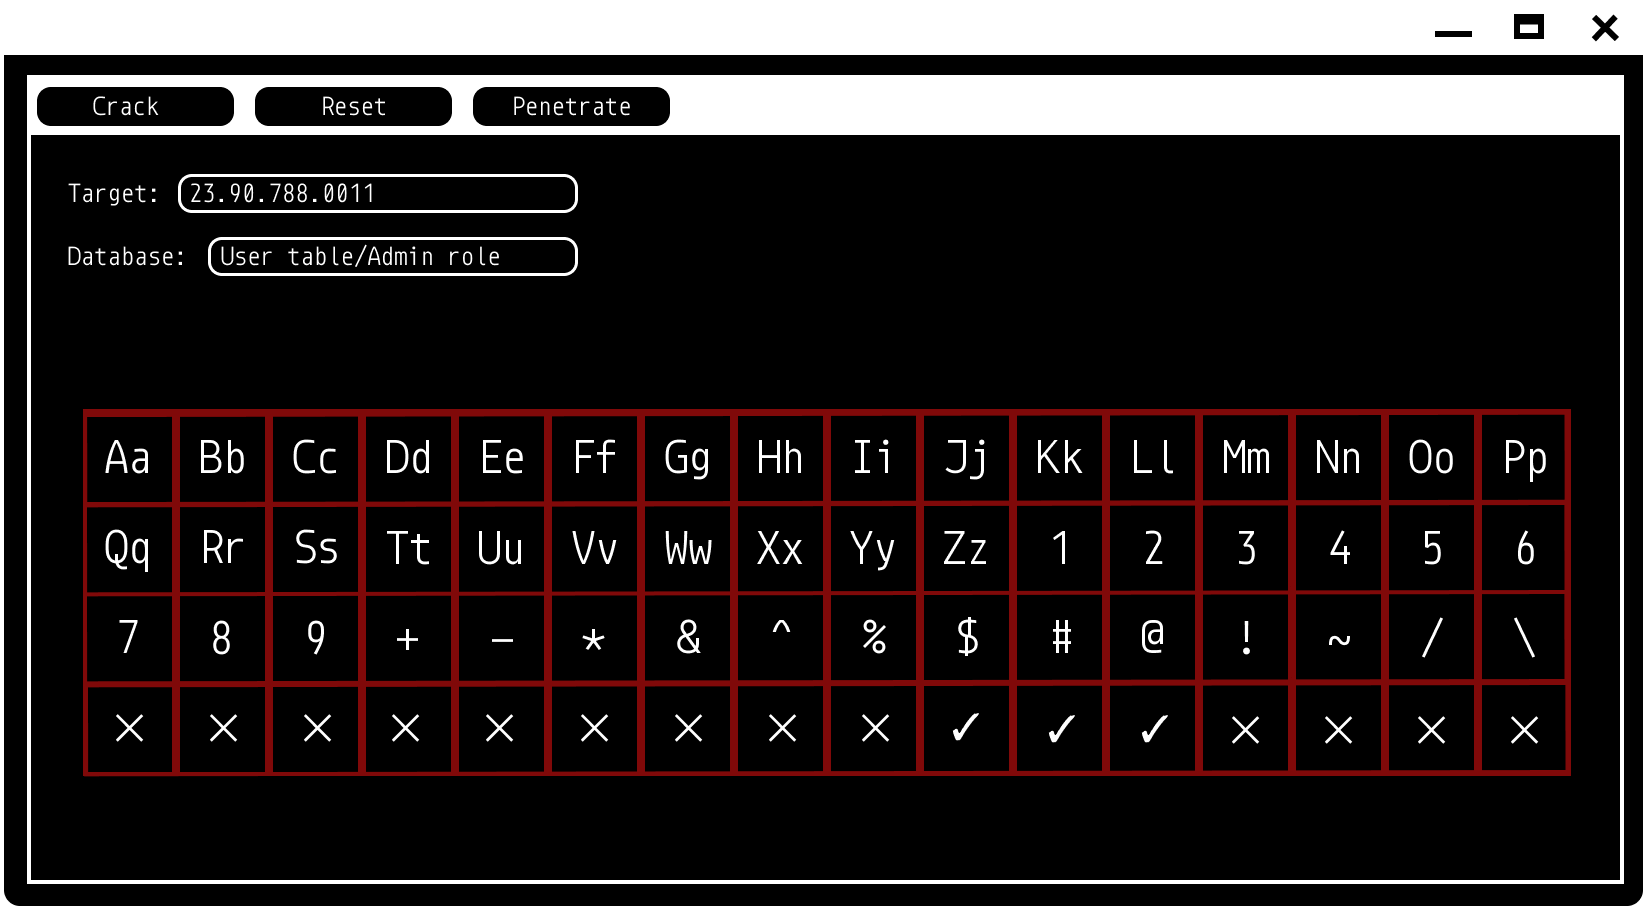 Crack Reset Penetrate
Target: 23.90.788.0011
Database: User table/Admin role
Aa Bb Cc Dd Ee Ff Gg Hh Ii Jj Kk Ll Mm Nn Oo Pp
Qq Rr Ss Tt Uu Vv Ww Xx Yy Zz 1 2 3 4 5 6
7 8 9 + – * & ^ % $ # @ ! ~ / \
× × × × × × × × × ✓ ✓ ✓ × × × ×